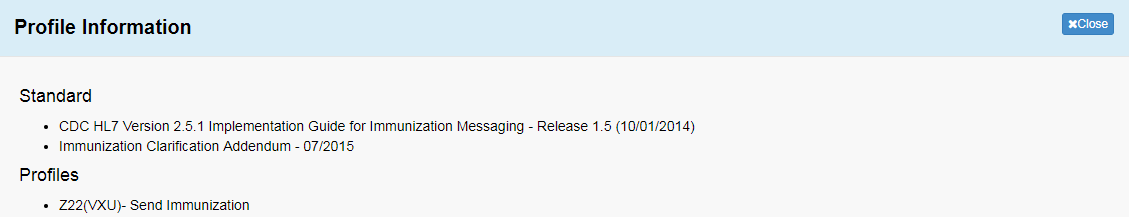 Profile Information
✖Close
Standard
• CDC HL7 Version 2.5.1 Implementation Guide for Immunization Messaging - Release 1.5 (10/01/2014)
• Immunization Clarification Addendum - 07/2015
Profiles
• Z22(VXU)- Send Immunization